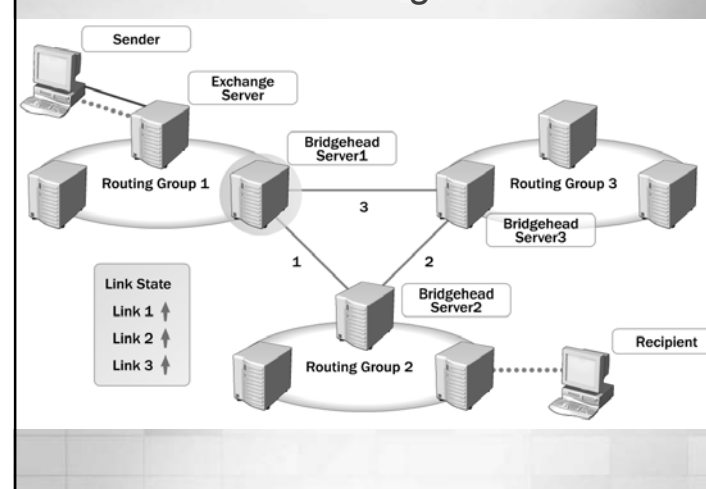 Sender
Exchange
Server
Bridgehead
Server1
Routing Group 1
Routing Group 3
3
Bridgehead
Server3
1
2
Link State
Link 1
Link 2
Link 3
Bridgehead
Server2
Routing Group 2
Recipient